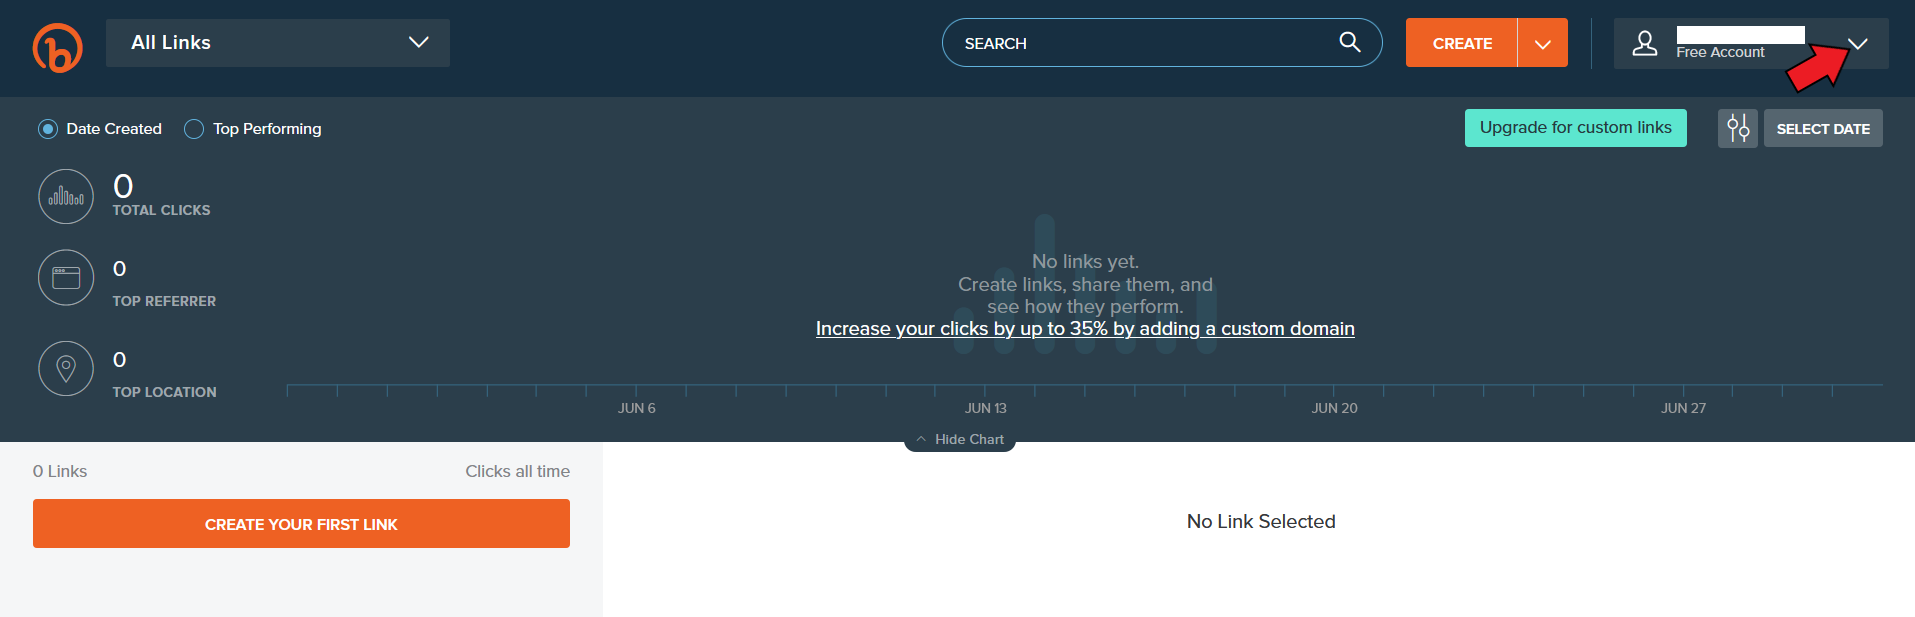 All Links
SEARCH
CREATE
Free Account
Date Created
Top Performing
Upgrade for custom links
SELECT DATE
0
TOTAL CLICKS
0
TOP REFERRER
0
TOP LOCATION
No links yet.
Create links, share them, and
see how they perform.
Increase your clicks by up to 35% by adding a custom domain
JUN 6
JUN 13
JUN 20
JUN 27
Hide Chart
0 Links
Clicks all time
CREATE YOUR FIRST LINK
No Link Selected